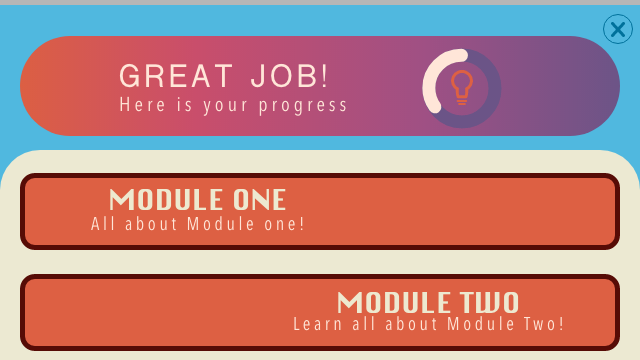 GREAT JOB!
Here is your progress
MODULE ONE
All about Module one!
MODULE TWO
Learn all about Module Two!